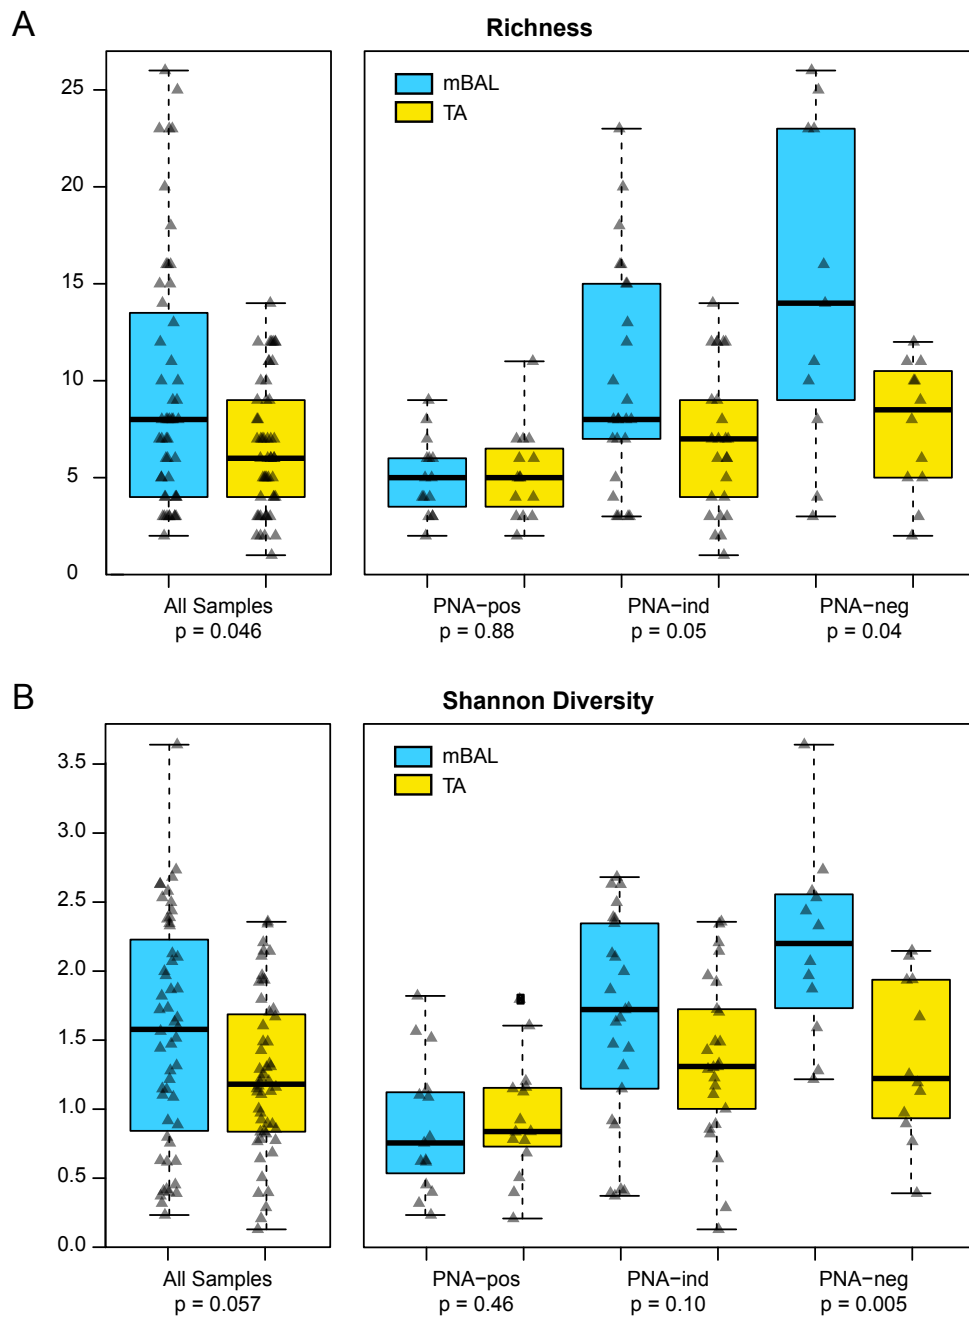 A
Richness
25
20
15
10
5
0
mBAL
TA
All Samples
p = 0.046
PNA−pos
p = 0.88
PNA−ind
p = 0.05
PNA−neg
p = 0.04
B
Shannon Diversity
3.5
3.0
2.5
2.0
1.5
1.0
0.5
0.0
mBAL
TA
All Samples
p = 0.057
PNA−pos
p = 0.46
PNA−ind
p = 0.10
PNA−neg
p = 0.005